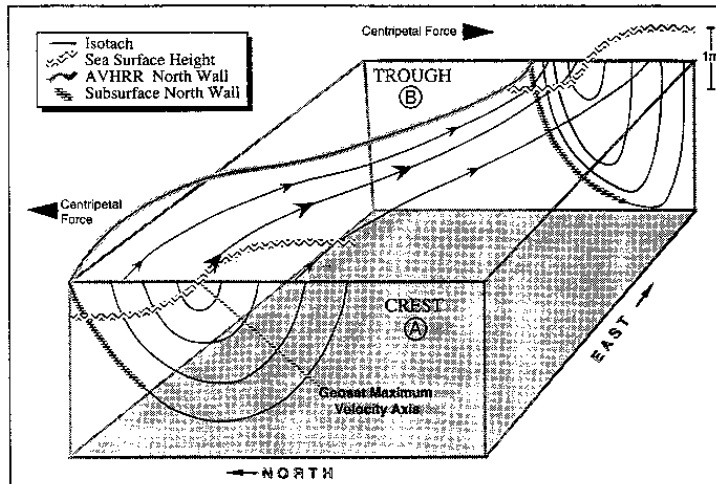 Isotach
Sea Surface Height
AVHRR North Wall
Subsurface North Wall
Centripetal Force
1m
TROUGH
B
Centripetal
Force
CREST
A
EAST
Geosat Maximum
Velocity Axis
NORTH